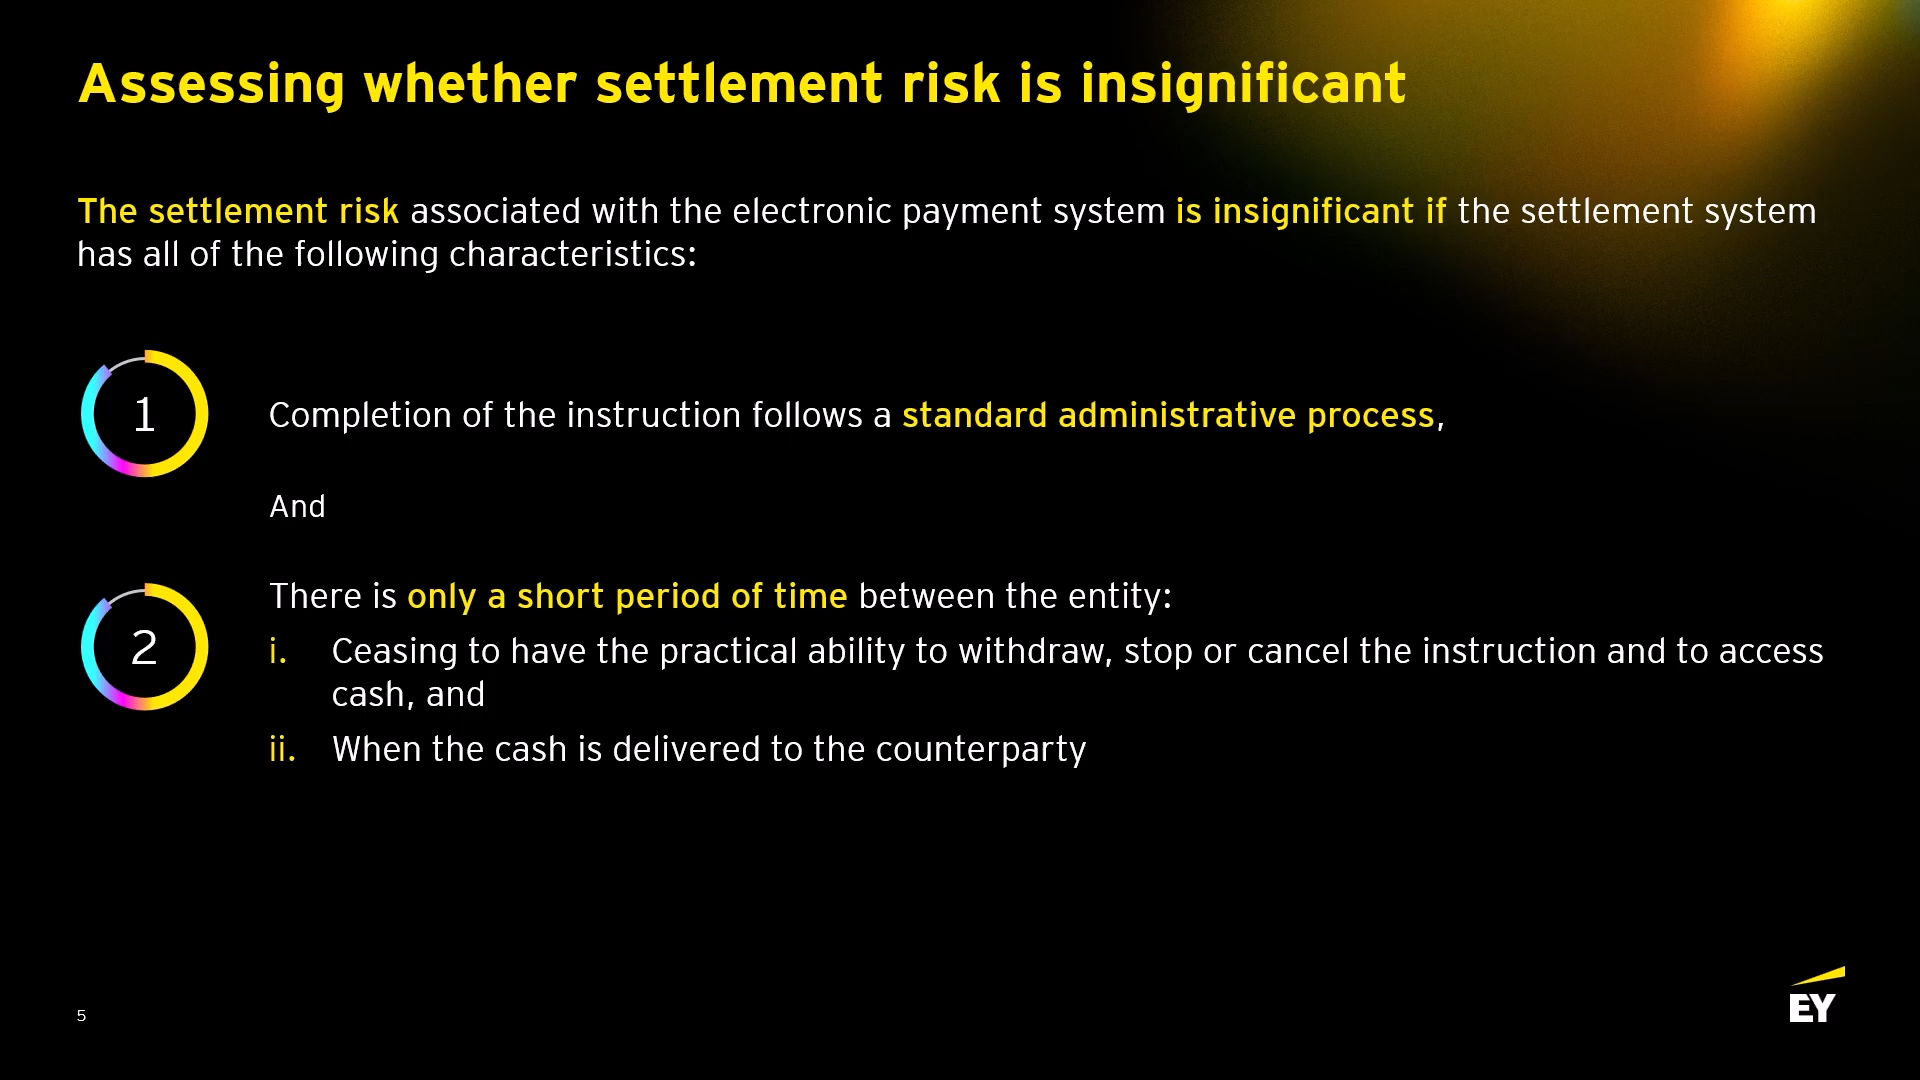 Assessing whether settlement risk is insignificant
The settlement risk associated with the electronic payment system is insignificant if the settlement system
has all of the following characteristics:
1
Completion of the instruction follows a standard administrative process,
And
2
There is only a short period of time between the entity:
i. Ceasing to have the practical ability to withdraw, stop or cancel the instruction and to access
cash, and
ii. When the cash is delivered to the counterparty
5
EY